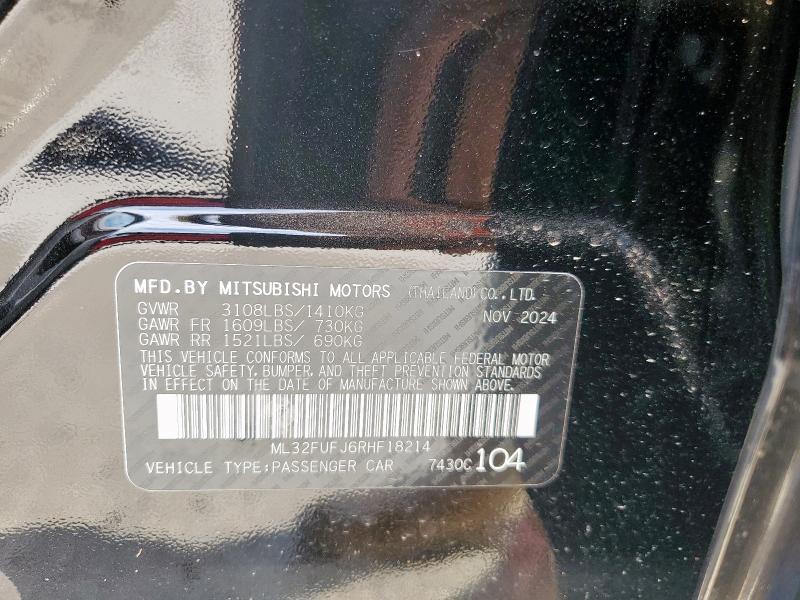 MFD.BY MITSUBISHI MOTORS (THAILAND) CO., LTD.
GVWR 3108LBS/1410KG NOV 2024
GAWR FR 1609LBS/ 730KG
GAWR RR 1521LBS/ 690KG
THIS VEHICLE CONFORMS TO ALL APPLICABLE FEDERAL MOTOR
VEHICLE SAFETY, BUMPER, AND THEFT PREVENTION STANDARDS
IN EFFECT ON THE DATE OF MANUFACTURE SHOWN ABOVE.
ML32FUFJ6RHF18214
VEHICLE TYPE:PASSENGER CAR 7430C 104